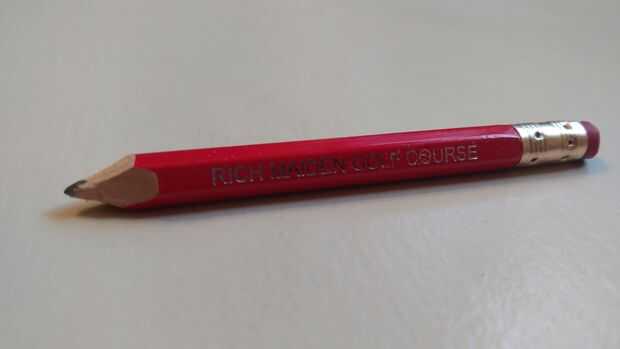 RICH MAIDEN GOLF COURSE